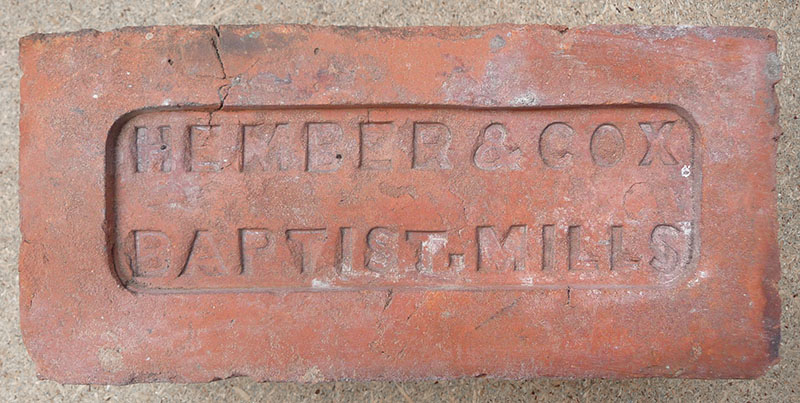 HEMBER & COX
BAPTIST. MILLS